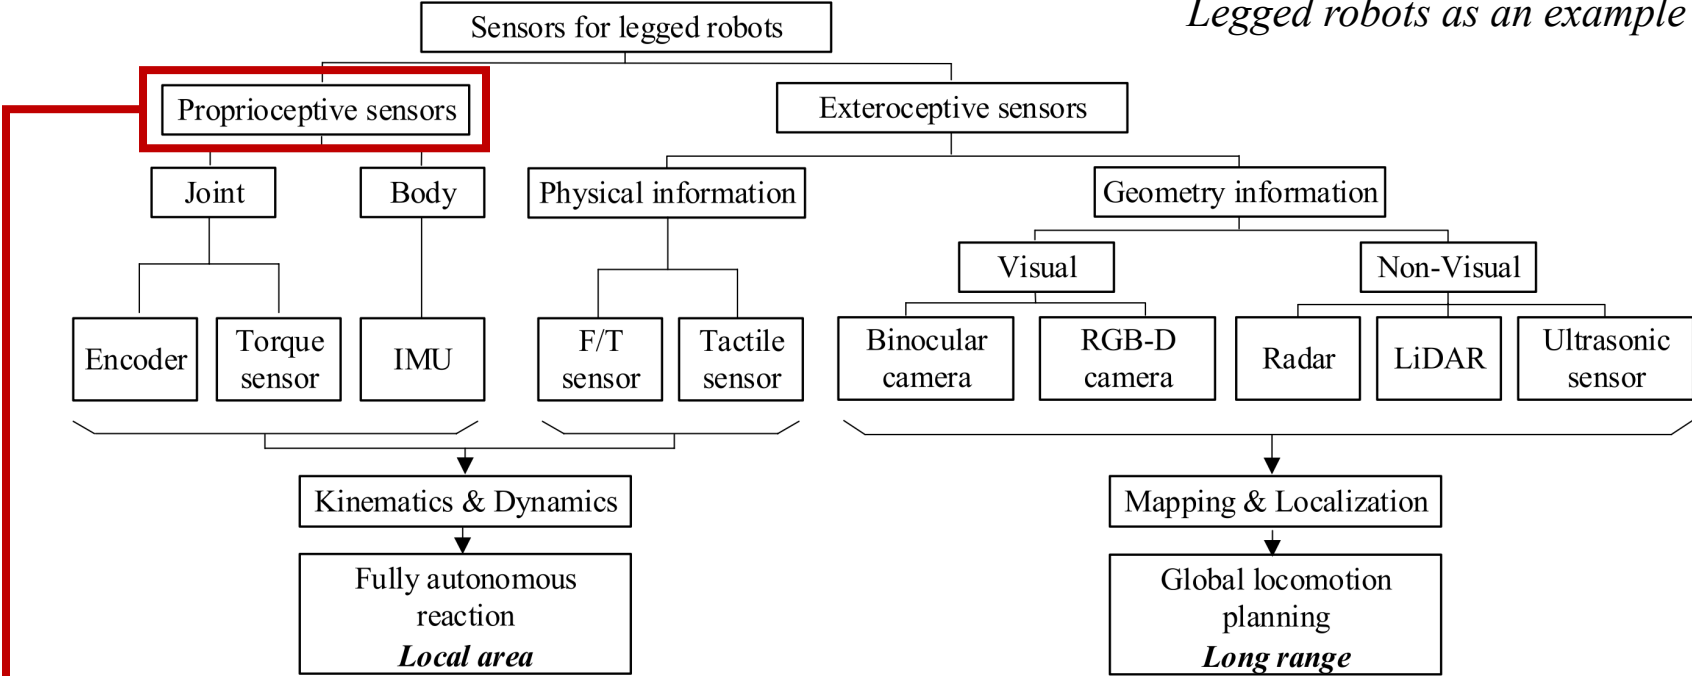 Legged robots as an example
Sensors for legged robots
Proprioceptive sensors
Exteroceptive sensors
Joint
Body
Physical information
Geometry information
Visual
Non-Visual
Encoder
Torque
sensor
IMU
F/T
sensor
Tactile
sensor
Binocular
camera
RGB-D
camera
Radar
LiDAR
Ultrasonic
sensor
Kinematics & Dynamics
Mapping & Localization
Fully autonomous
reaction
Local area
Global locomotion
planning
Long range